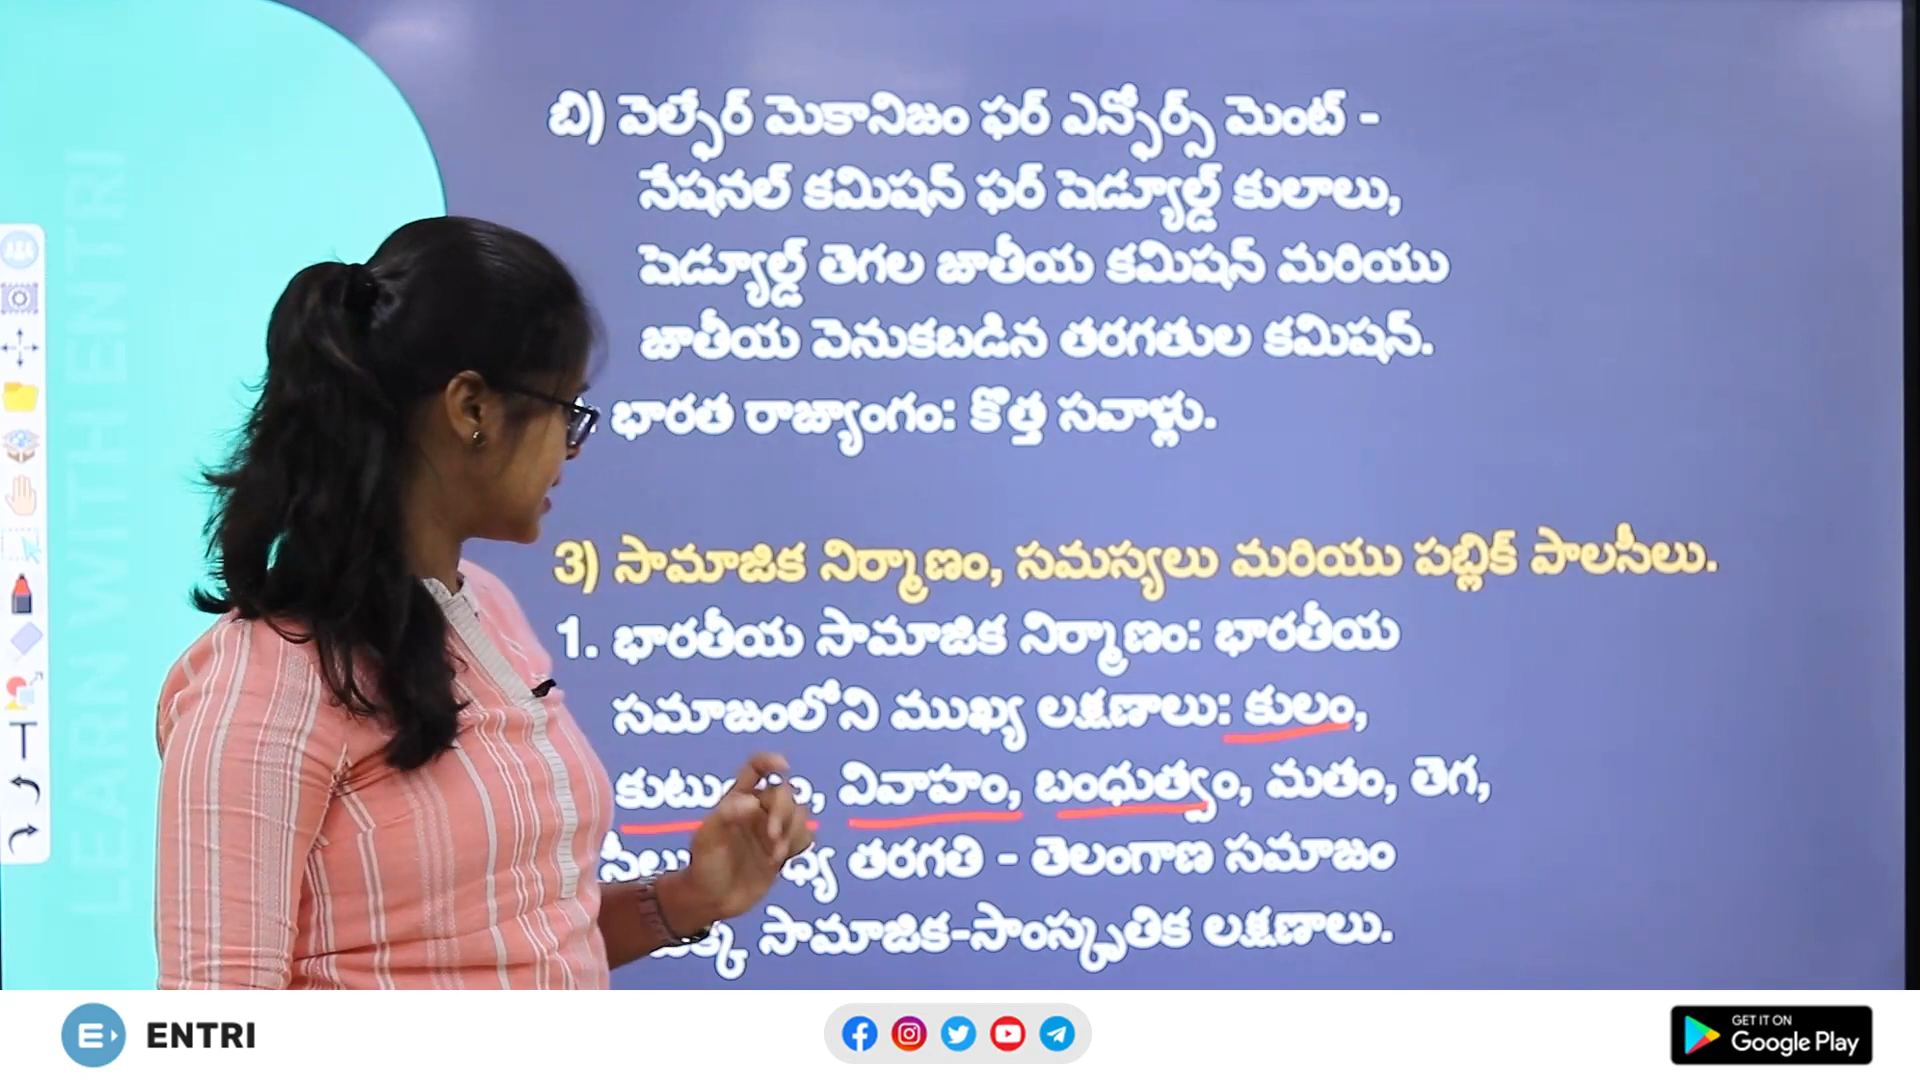 బి) వెల్ఫేర్ మెకానిజం ఫర్ ఎన్ఫోర్స్ మెంట్ -
నేషనల్ కమిషన్ ఫర్ షెడ్యూల్డ్ కులాలు,
షెడ్యూల్డ్ తెగల జాతీయ కమిషన్ మరియు
జాతీయ వెనుకబడిన తరగతుల కమిషన్.
భారత రాజ్యాంగం: కొత్త సవాళ్లు.
3) సామాజిక నిర్మాణం, సమస్యలు మరియు పబ్లిక్ పాలసీలు.
1. భారతీయ సామాజిక నిర్మాణం: భారతీయ
సమాజంలోని ముఖ్య లక్షణాలు: కులం,
వివాహం, బంధుత్వం, మతం, తెగ,
తరగతి - తెలంగాణ సమాజం
సామాజిక-సాంస్కృతిక లక్షణాలు.
LEARN WITH ENTRI
T
ENTRI
GET IT ON
Google Play